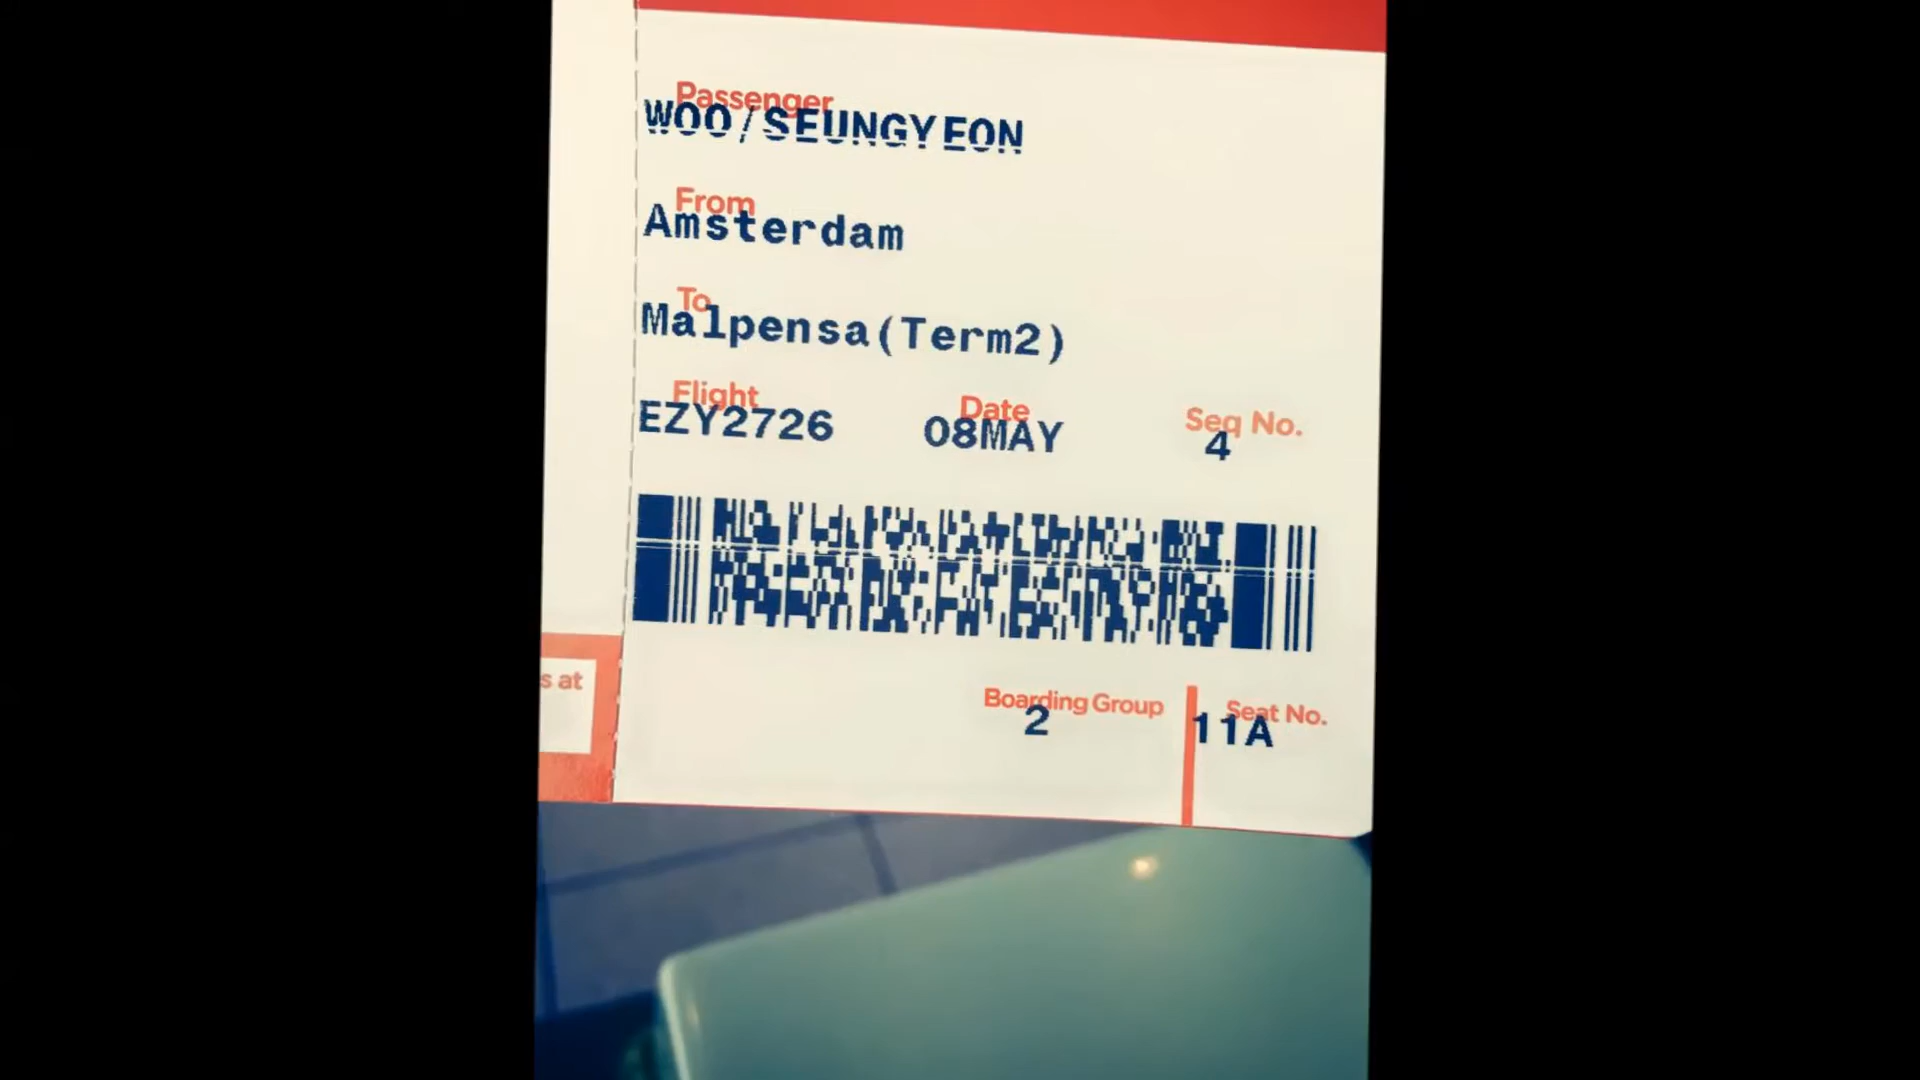 Passenger
WOO/SEUNGYEON
From
Amsterdam
To
Malpensa(Term2)
Flight Date Seq No.
EZY2726 08MAY 4
s at
Boarding Group Seat No.
2 11A